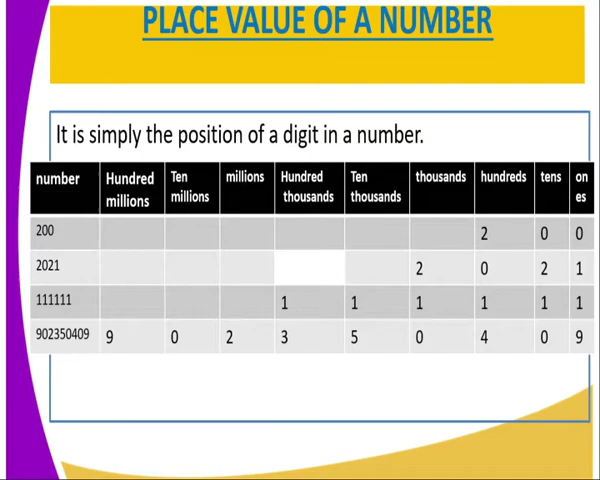 PLACE VALUE OF A NUMBER
It is simply the position of a digit in a number.
number Hundred millions Ten millions millions Hundred thousands Ten thousands thousands hundreds tens ones
200 2 0 0
2021 2 0 2 1
111111 1 1 1 1 1 1
902350409 9 0 2 3 5 0 4 0 9